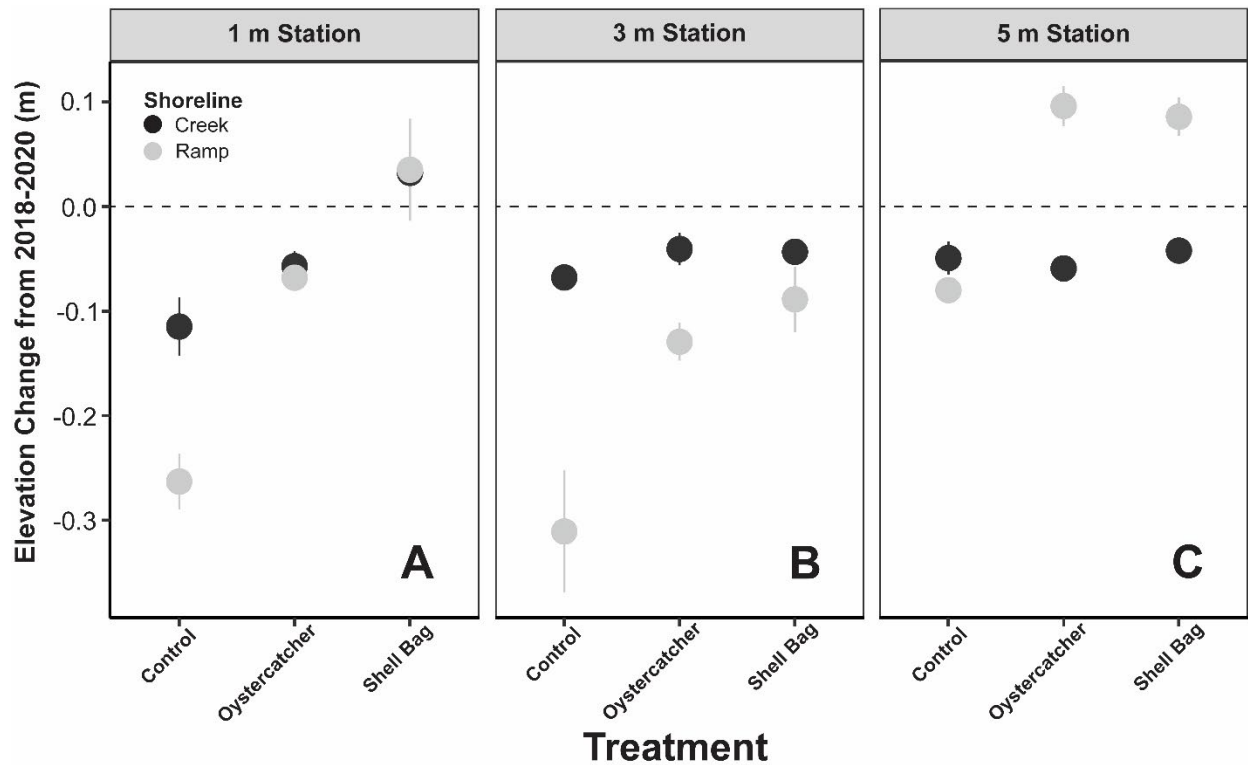 1 m Station
3 m Station
5 m Station
Elevation Change from 2018-2020 (m)
0.1
0.0
-0.1
-0.2
-0.3
Shoreline
Creek
Ramp
A
B
C
Control
Oystercatcher
Shell Bag
Control
Oystercatcher
Shell Bag
Control
Oystercatcher
Shell Bag
Treatment